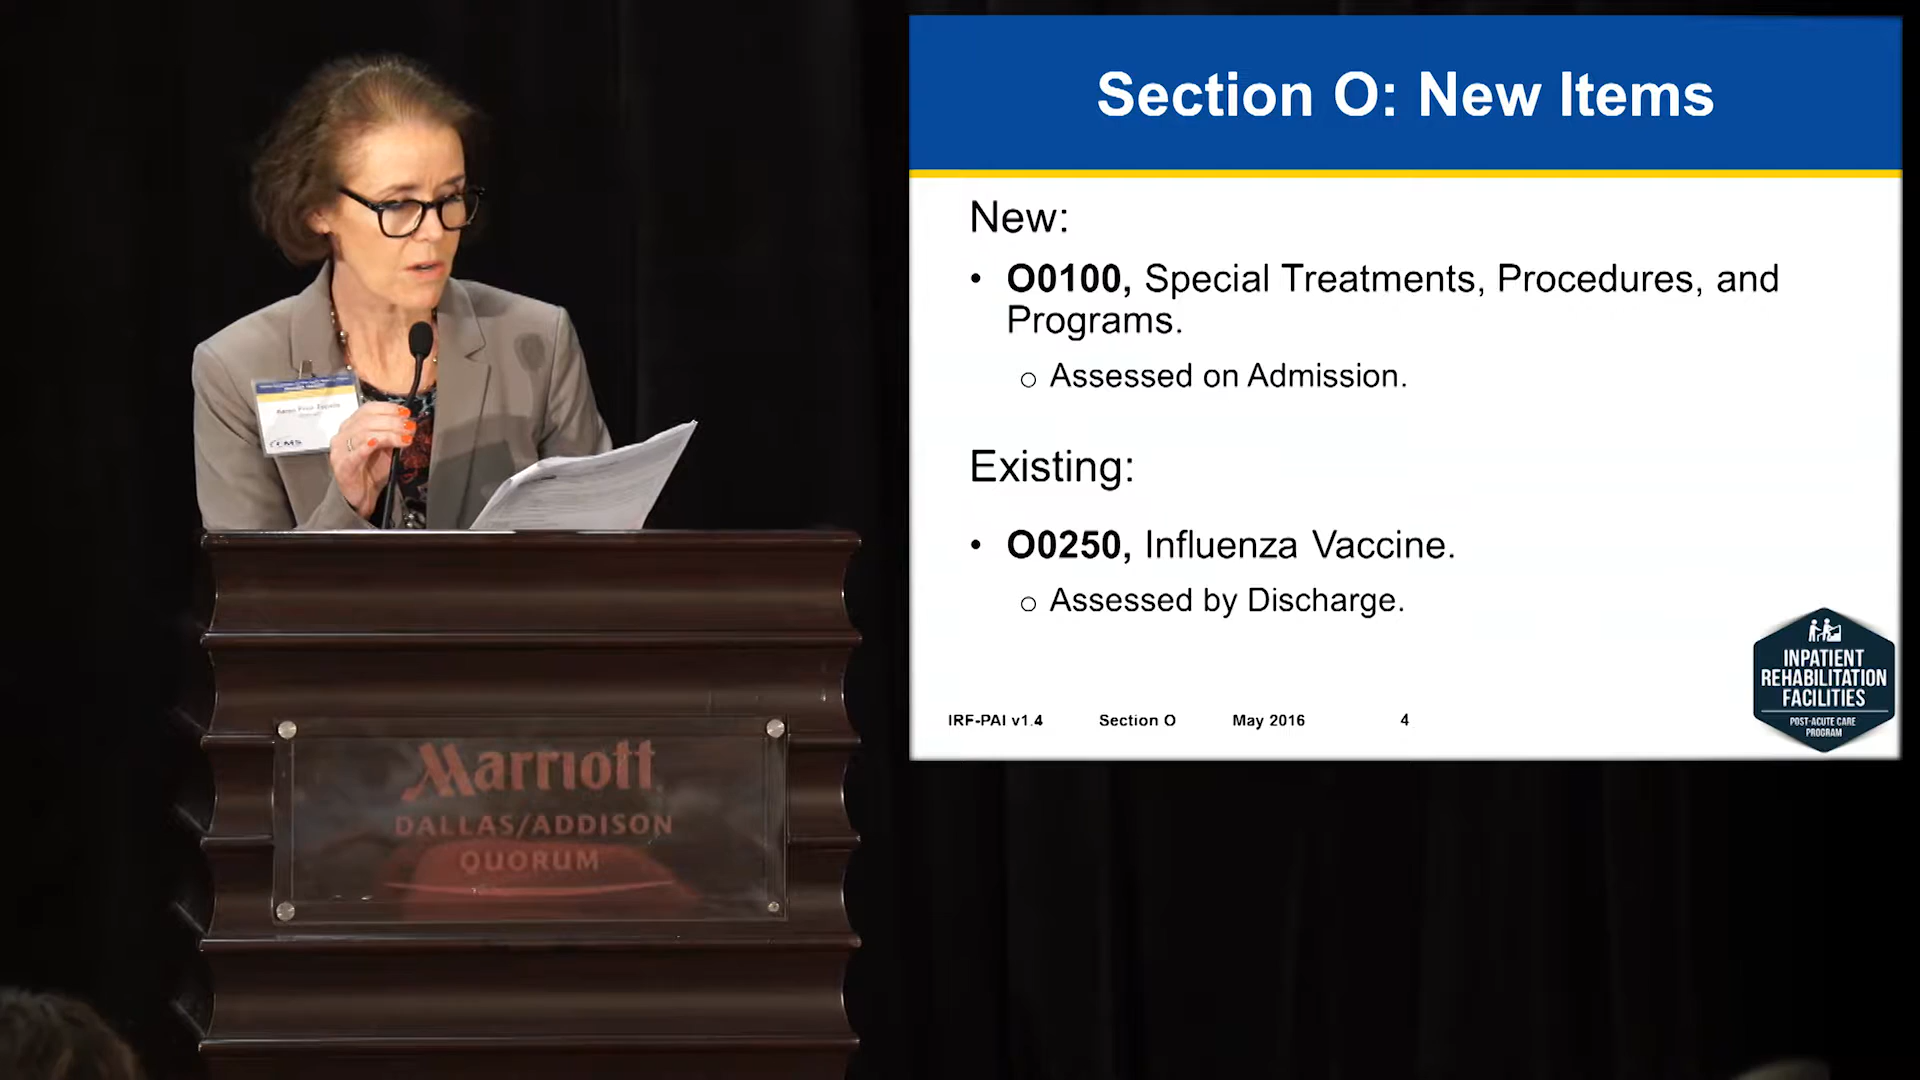 Section O: New Items
New:
• O0100, Special Treatments, Procedures, and
Programs.
o Assessed on Admission.
Existing:
• O0250, Influenza Vaccine.
o Assessed by Discharge.
IRF-PAI v1.4 Section O May 2016 4
INPATIENT
REHABILITATION
FACILITIES
POST-ACUTE CARE
PROGRAM
CMS
Marriott
DALLAS/ADDISON
QUORUM